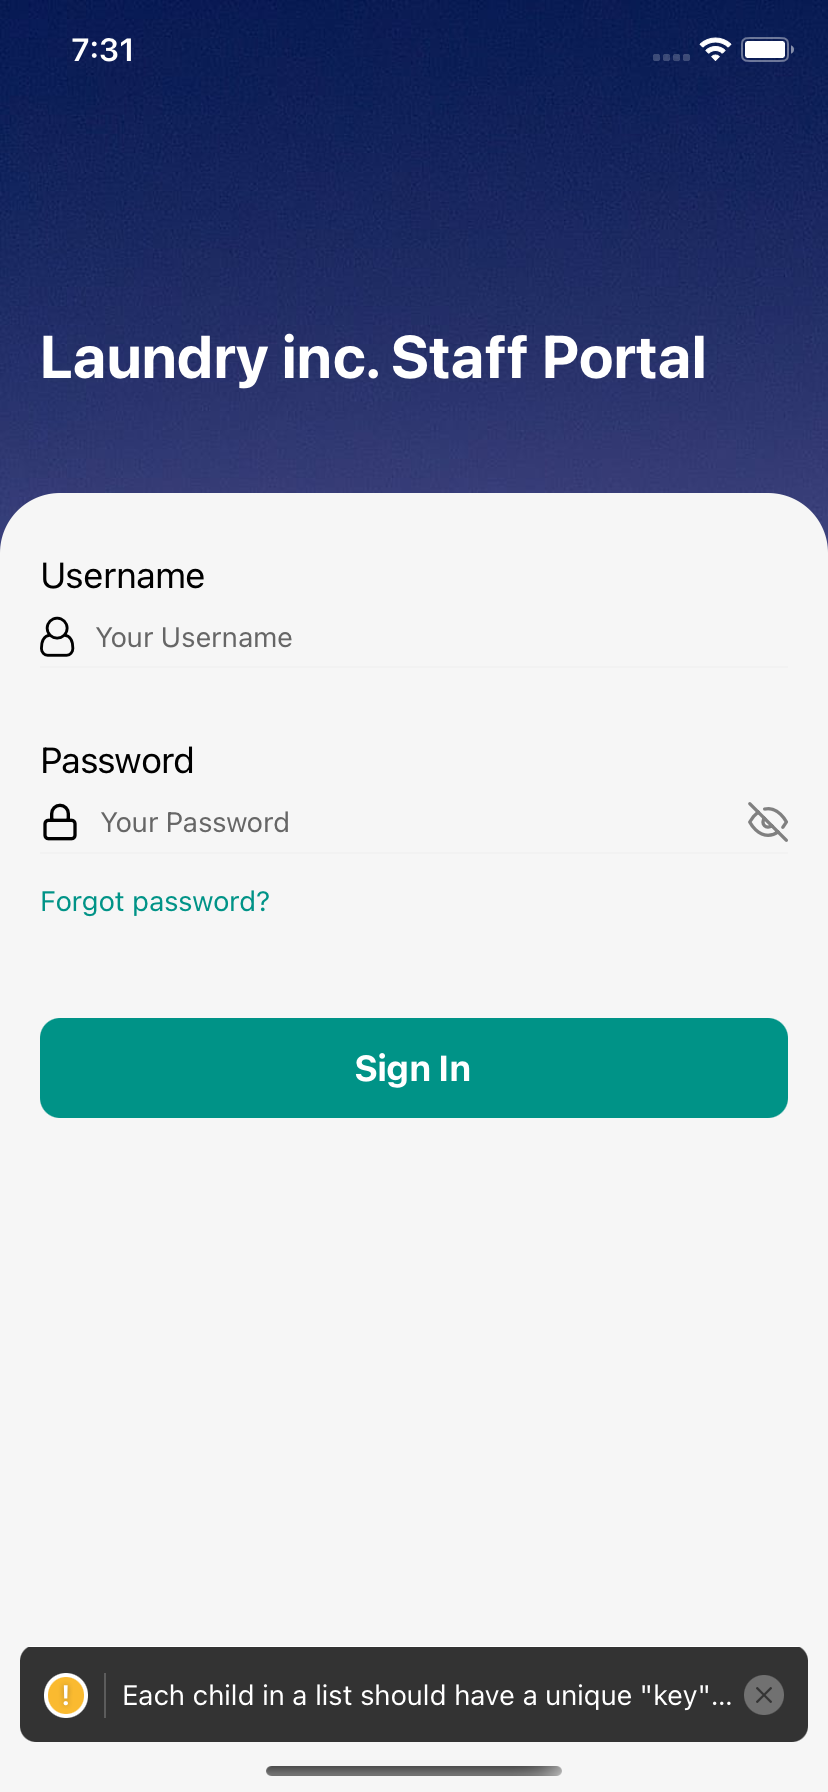 7:31
Laundry inc. Staff Portal
Username
Your Username
Password
Your Password
Forgot password?
Sign In
! Each child in a list should have a unique "key"...